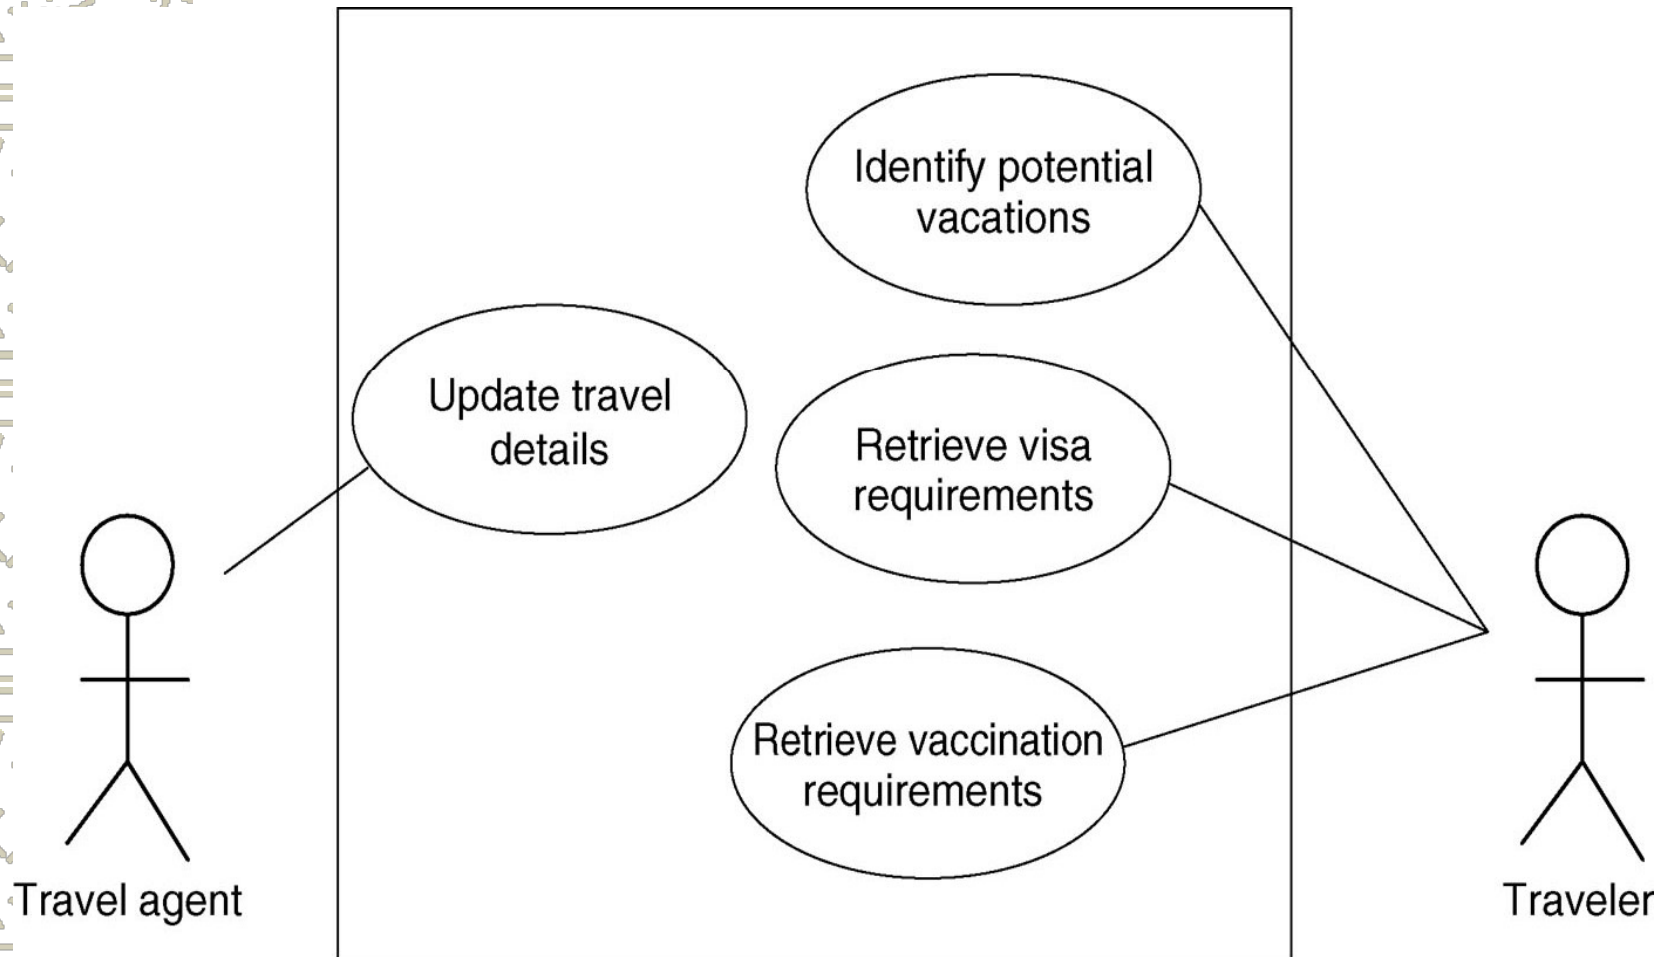 Identify potential
vacations
Update travel
details
Retrieve visa
requirements
Retrieve vaccination
requirements
Travel agent
Traveler